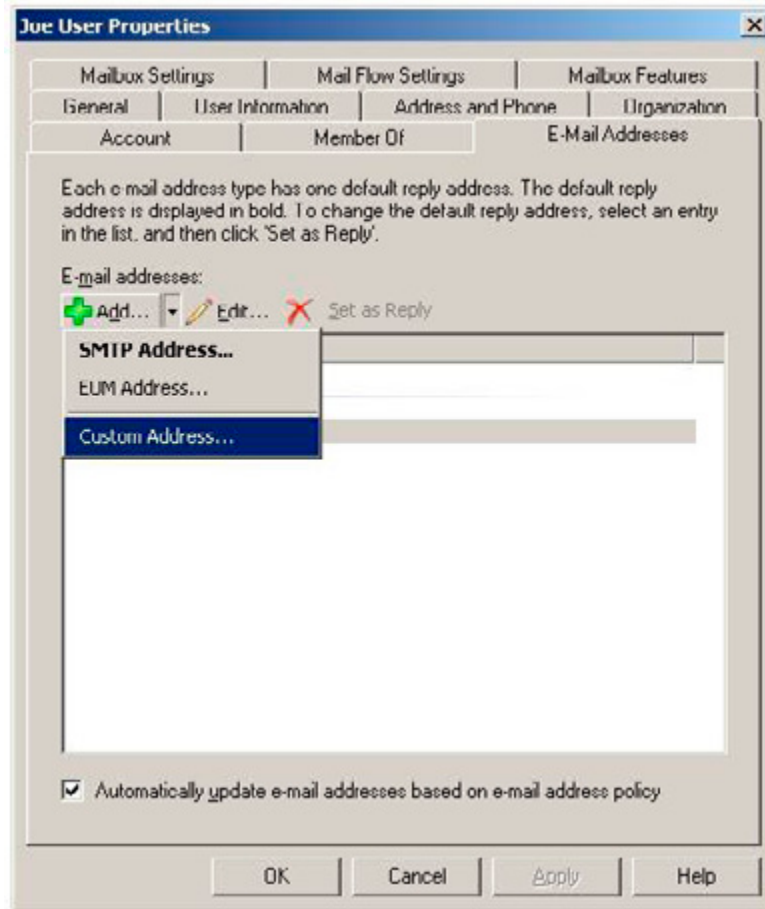 Joe User Properties
Mailbox Settings Mail Flow Settings Mailbox Features
General User Information Address and Phone Organization
Account Member Of E-Mail Addresses
Each e-mail address type has one default reply address. The default reply
address is displayed in bold. To change the default reply address, select an entry
in the list, and then click 'Set as Reply'.
E-mail addresses:
Add... Edit... Set as Reply
SMTP Address...
EUM Address...
Custom Address...
Automatically update e-mail addresses based on e-mail address policy
OK Cancel Apply Help